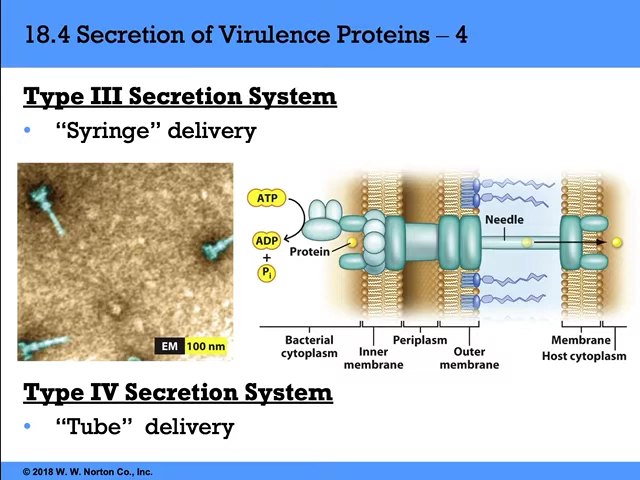 18.4 Secretion of Virulence Proteins – 4
Type III Secretion System
• “Syringe” delivery
EM 100 nm
ATP
ADP
+
Pi
Protein
Needle
Bacterial
cytoplasm
Inner
membrane
Periplasm
Outer
membrane
Membrane
Host cytoplasm
Type IV Secretion System
• “Tube” delivery
© 2018 W. W. Norton Co., Inc.